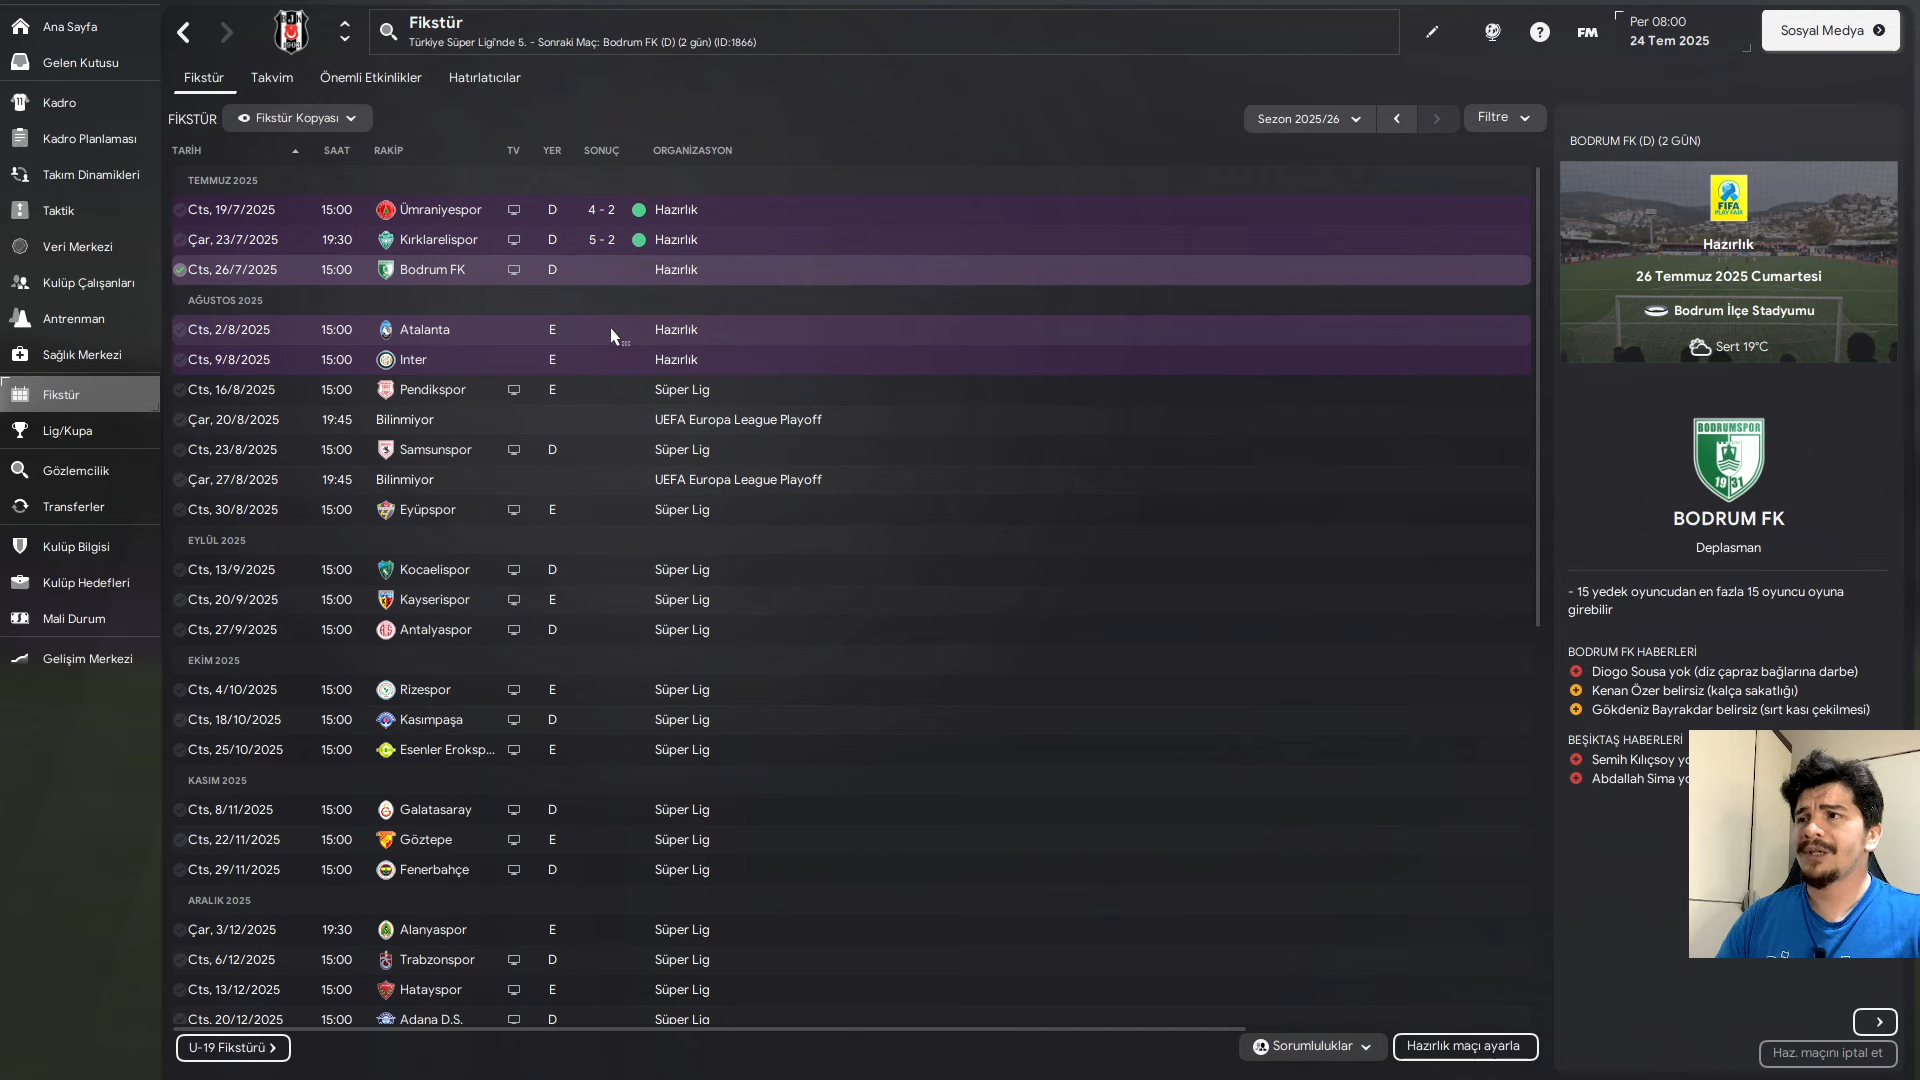 Ana Sayfa
Gelen Kutusu
Kadro
Kadro Planlaması
Takım Dinamikleri
Taktik
Veri Merkezi
Kulüp Çalışanları
Antrenman
Sağlık Merkezi
Fikstür
Lig/Kupa
Gözlemcilik
Transferler
Kulüp Bilgisi
Kulüp Hedefleri
Mali Durum
Gelişim Merkezi
Fikstür
Türkiye Süper Ligi'nde 5. - Sonraki Maç: Bodrum FK (D) (2 gün) (ID:1866)
FM
Per 08:00
24 Tem 2025
Sosyal Medya
Fikstür Takvim Önemli Etkinlikler Hatırlatıcılar
FİKSTÜR Fikstür Kopyası Sezon 2025/26 Filtre
TARİH SAAT RAKİP TV YER SONUÇ ORGANİZASYON
TEMMUZ 2025
Cts, 19/7/2025 15:00 Ümraniyespor D 4 - 2 Hazırlık
Çar, 23/7/2025 19:30 Kırklarelispor D 5 - 2 Hazırlık
Cts, 26/7/2025 15:00 Bodrum FK D Hazırlık
AĞUSTOS 2025
Cts, 2/8/2025 15:00 Atalanta E Hazırlık
Cts, 9/8/2025 15:00 Inter E Hazırlık
Cts, 16/8/2025 15:00 Pendikspor E Süper Lig
Çar, 20/8/2025 19:45 Bilinmiyor UEFA Europa League Playoff
Cts, 23/8/2025 15:00 Samsunspor D Süper Lig
Çar, 27/8/2025 19:45 Bilinmiyor UEFA Europa League Playoff
Cts, 30/8/2025 15:00 Eyüpspor E Süper Lig
EYLÜL 2025
Cts, 13/9/2025 15:00 Kocaelispor D Süper Lig
Cts, 20/9/2025 15:00 Kayserispor E Süper Lig
Cts, 27/9/2025 15:00 Antalyaspor D Süper Lig
EKİM 2025
Cts, 4/10/2025 15:00 Rizespor E Süper Lig
Cts, 18/10/2025 15:00 Kasımpaşa D Süper Lig
Cts, 25/10/2025 15:00 Esenler Eroksp... E Süper Lig
KASIM 2025
Cts, 8/11/2025 15:00 Galatasaray D Süper Lig
Cts, 22/11/2025 15:00 Göztepe E Süper Lig
Cts, 29/11/2025 15:00 Fenerbahçe D Süper Lig
ARALIK 2025
Çar, 3/12/2025 19:30 Alanyaspor E Süper Lig
Cts, 6/12/2025 15:00 Trabzonspor D Süper Lig
Cts, 13/12/2025 15:00 Hatayspor E Süper Lig
Cts, 20/12/2025 15:00 Adana D.S. D Süper Lig
U-19 Fikstürü
Sorumluluklar
Hazırlık maçı ayarla
BODRUM FK (D) (2 GÜN)
FIFA
PLAY FAIR
Hazırlık
26 Temmuz 2025 Cumartesi
Bodrum İlçe Stadyumu
Sert 19°C
BODRUMSPOR
1931
BODRUM FK
Deplasman
- 15 yedek oyuncudan en fazla 15 oyuncu oyuna
girebilir
BODRUM FK HABERLERİ
Diogo Sousa yok (diz çapraz bağlarına darbe)
Kenan Özer belirsiz (kalça sakatlığı)
Gökdeniz Bayrakdar belirsiz (sırt kası çekilmesi)
BEŞİKTAŞ HABERLERİ
Semih Kılıçsoy yo
Abdallah Sima yo
Haz. maçını iptal et